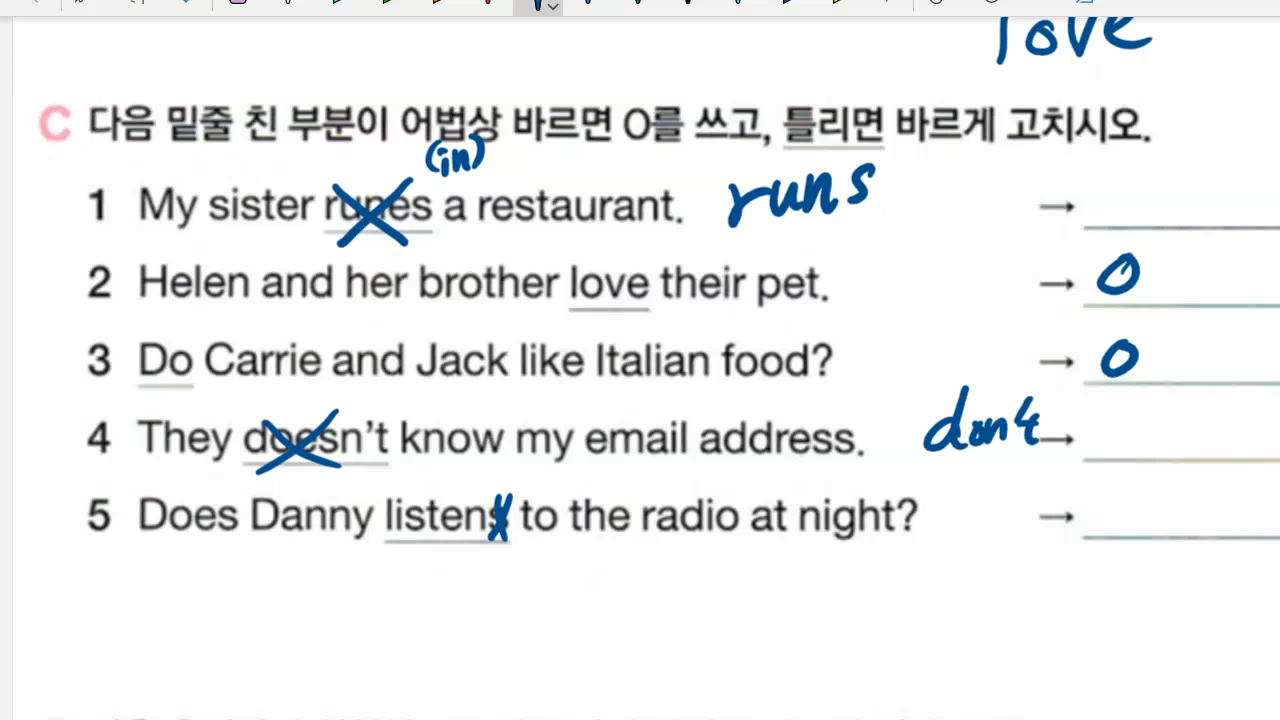 love
C 다음 밑줄 친 부분이 어법상 바르면 O를 쓰고, 틀리면 바르게 고치시오.
(in)
1 My sister runes a restaurant. runs →
2 Helen and her brother love their pet. → O
3 Do Carrie and Jack like Italian food? → O
4 They doesn't know my email address. don't →
5 Does Danny listens to the radio at night? →